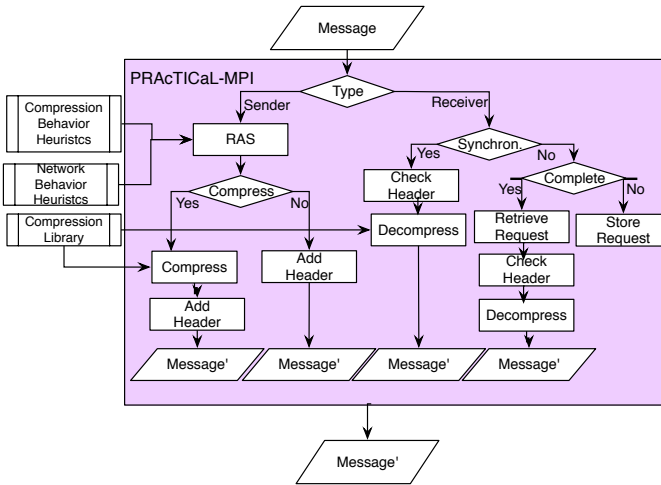 Message
PRAcTICaL-MPI
Type
Sender
Receiver
Compression
Behavior
Heuristcs
RAS
Synchron.
Yes
No
Network
Behavior
Heuristcs
Check
Header
Complete
Compress
Yes
No
Yes
No
Compression
Library
Decompress
Retrieve
Request
Store
Request
Compress
Add
Header
Check
Header
Add
Header
Decompress
Message'
Message'
Message'
Message'
Message'